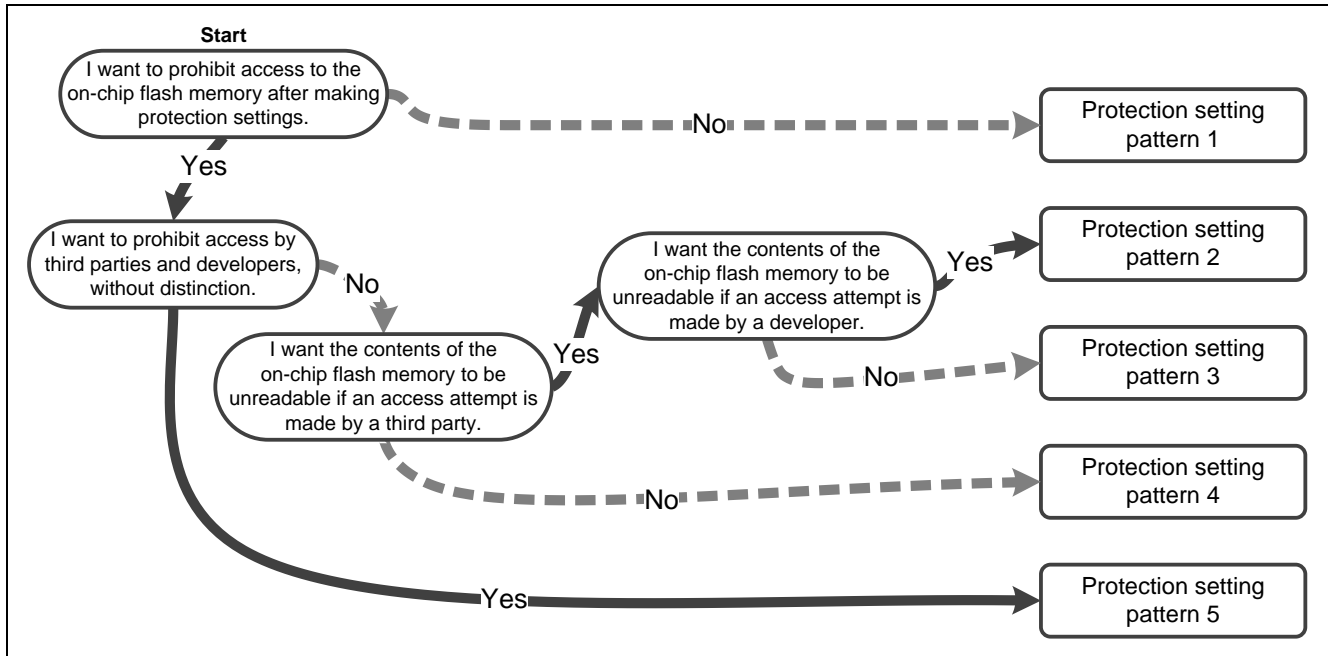 Start
I want to prohibit access to the
on-chip flash memory after making
protection settings.
No
Protection setting
pattern 1
Yes
I want to prohibit access by
third parties and developers,
without distinction.
No
I want the contents of the
on-chip flash memory to be
unreadable if an access attempt is
made by a third party.
Yes
I want the contents of the
on-chip flash memory to be
unreadable if an access attempt is
made by a developer.
Yes
Protection setting
pattern 2
No
Protection setting
pattern 3
No
Protection setting
pattern 4
Yes
Protection setting
pattern 5